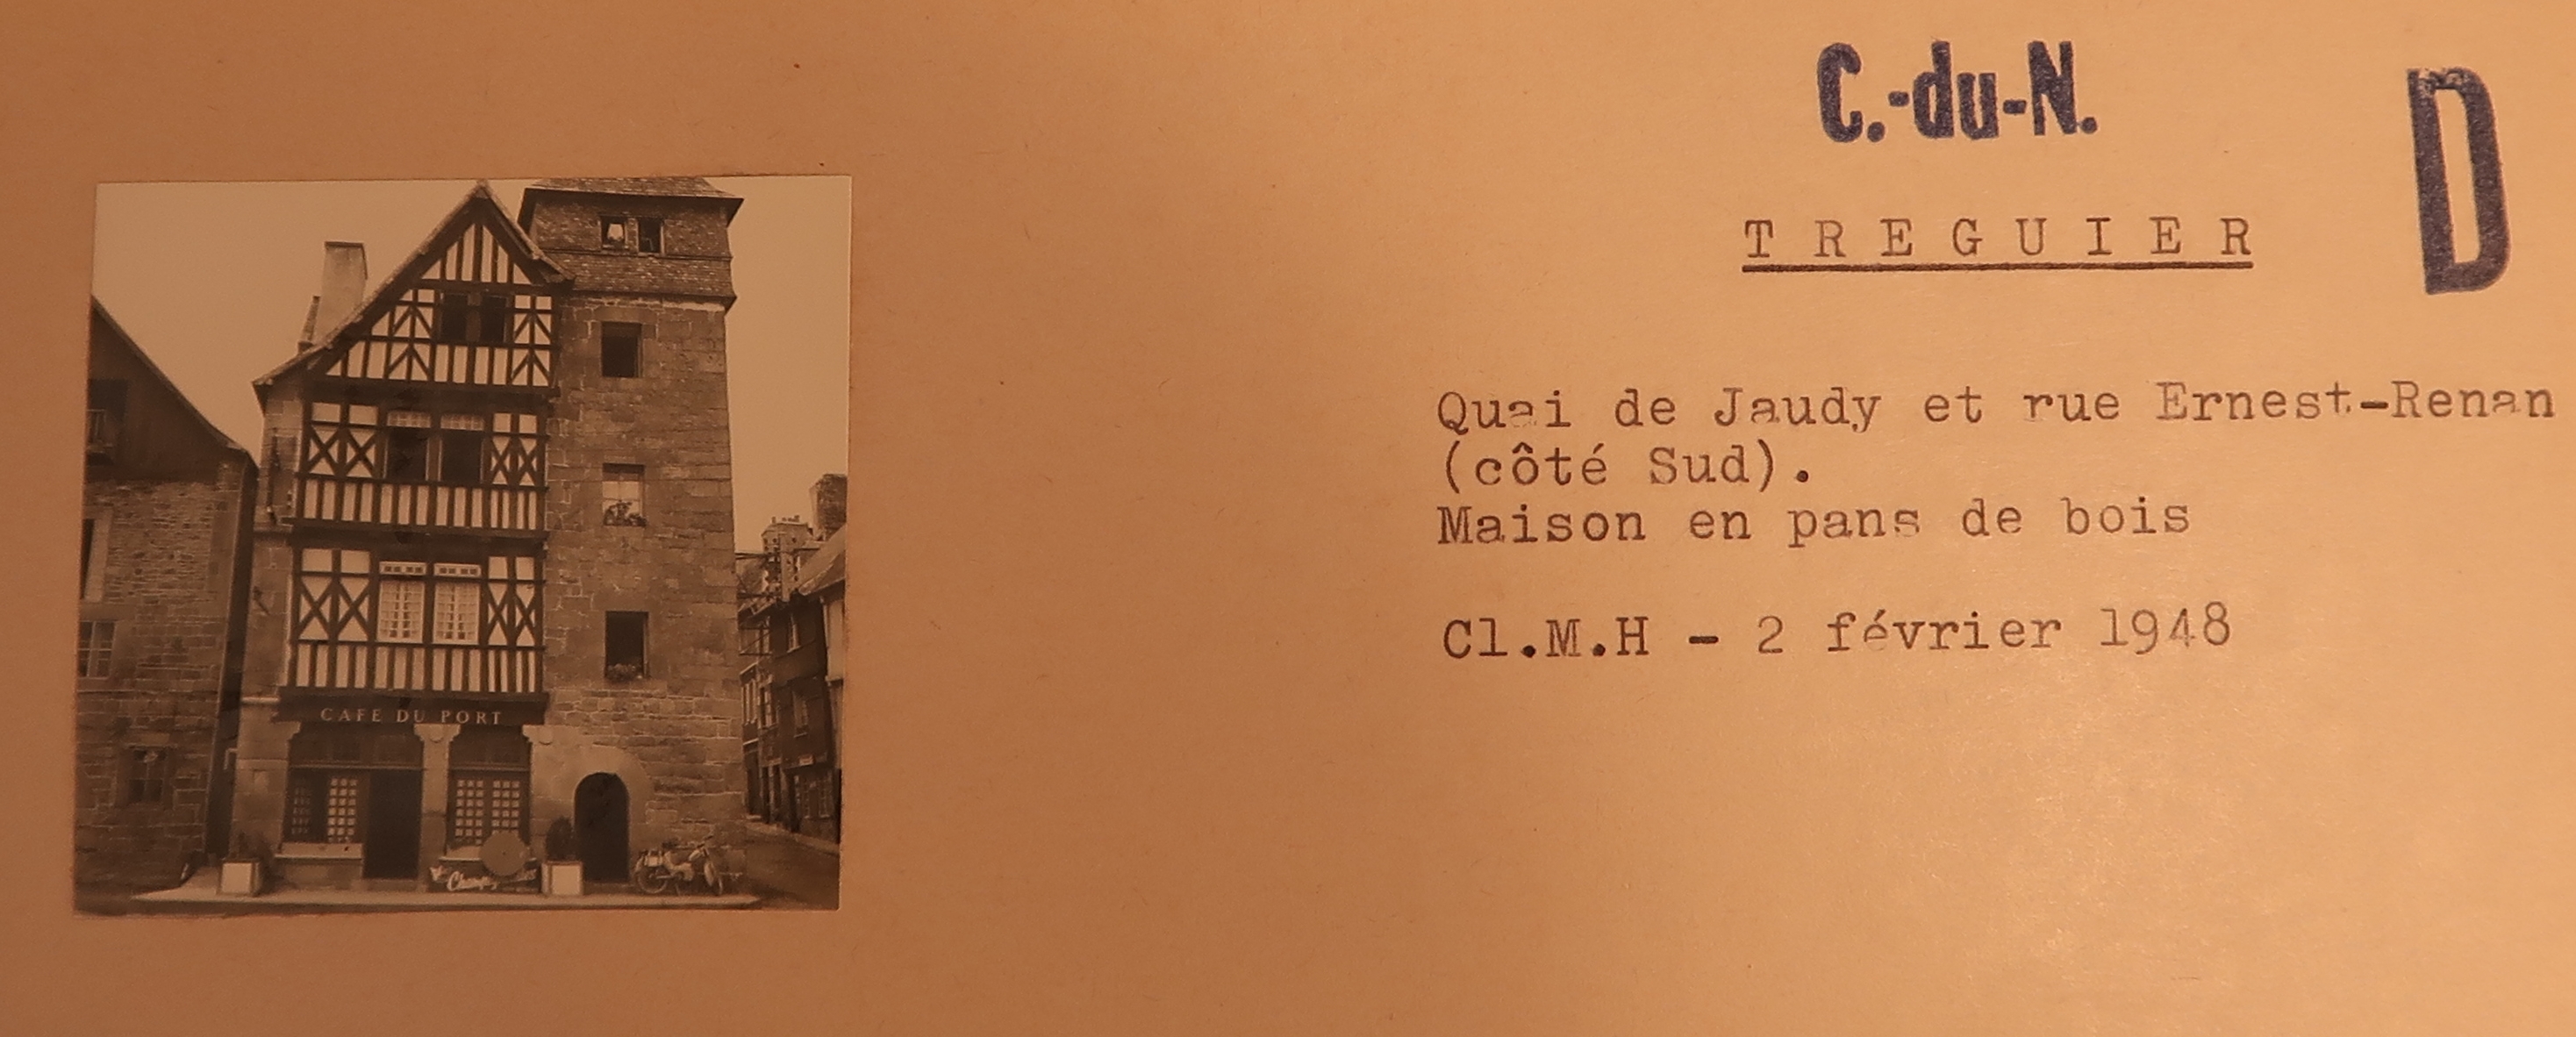 C.-du-N.
D
TREGUIER
Quai de Jaudy et rue Ernest-Renan
(côté Sud).
Maison en pans de bois
Cl.M.H - 2 février 1948
CAFE DU PORT